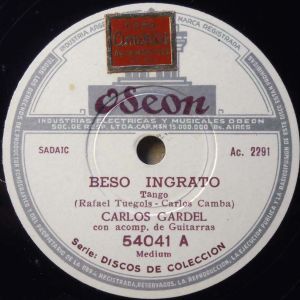 INDUSTRIA ARGENTINA
MARCA REGISTRADA
Odeon
INDUSTRIAS ELECTRICAS Y MUSICALES ODEON
SOC. DE RESP. LTDA. CAP. M$N 15.000.000 Bs. AIRES
SADAIC
Ac. 2291
BESO INGRATO
Tango
(Rafael Tuegols - Carlos Camba)
CARLOS GARDEL
con acomp. de Guitarras
54041 A
Medium
Serie: DISCOS DE COLECCION